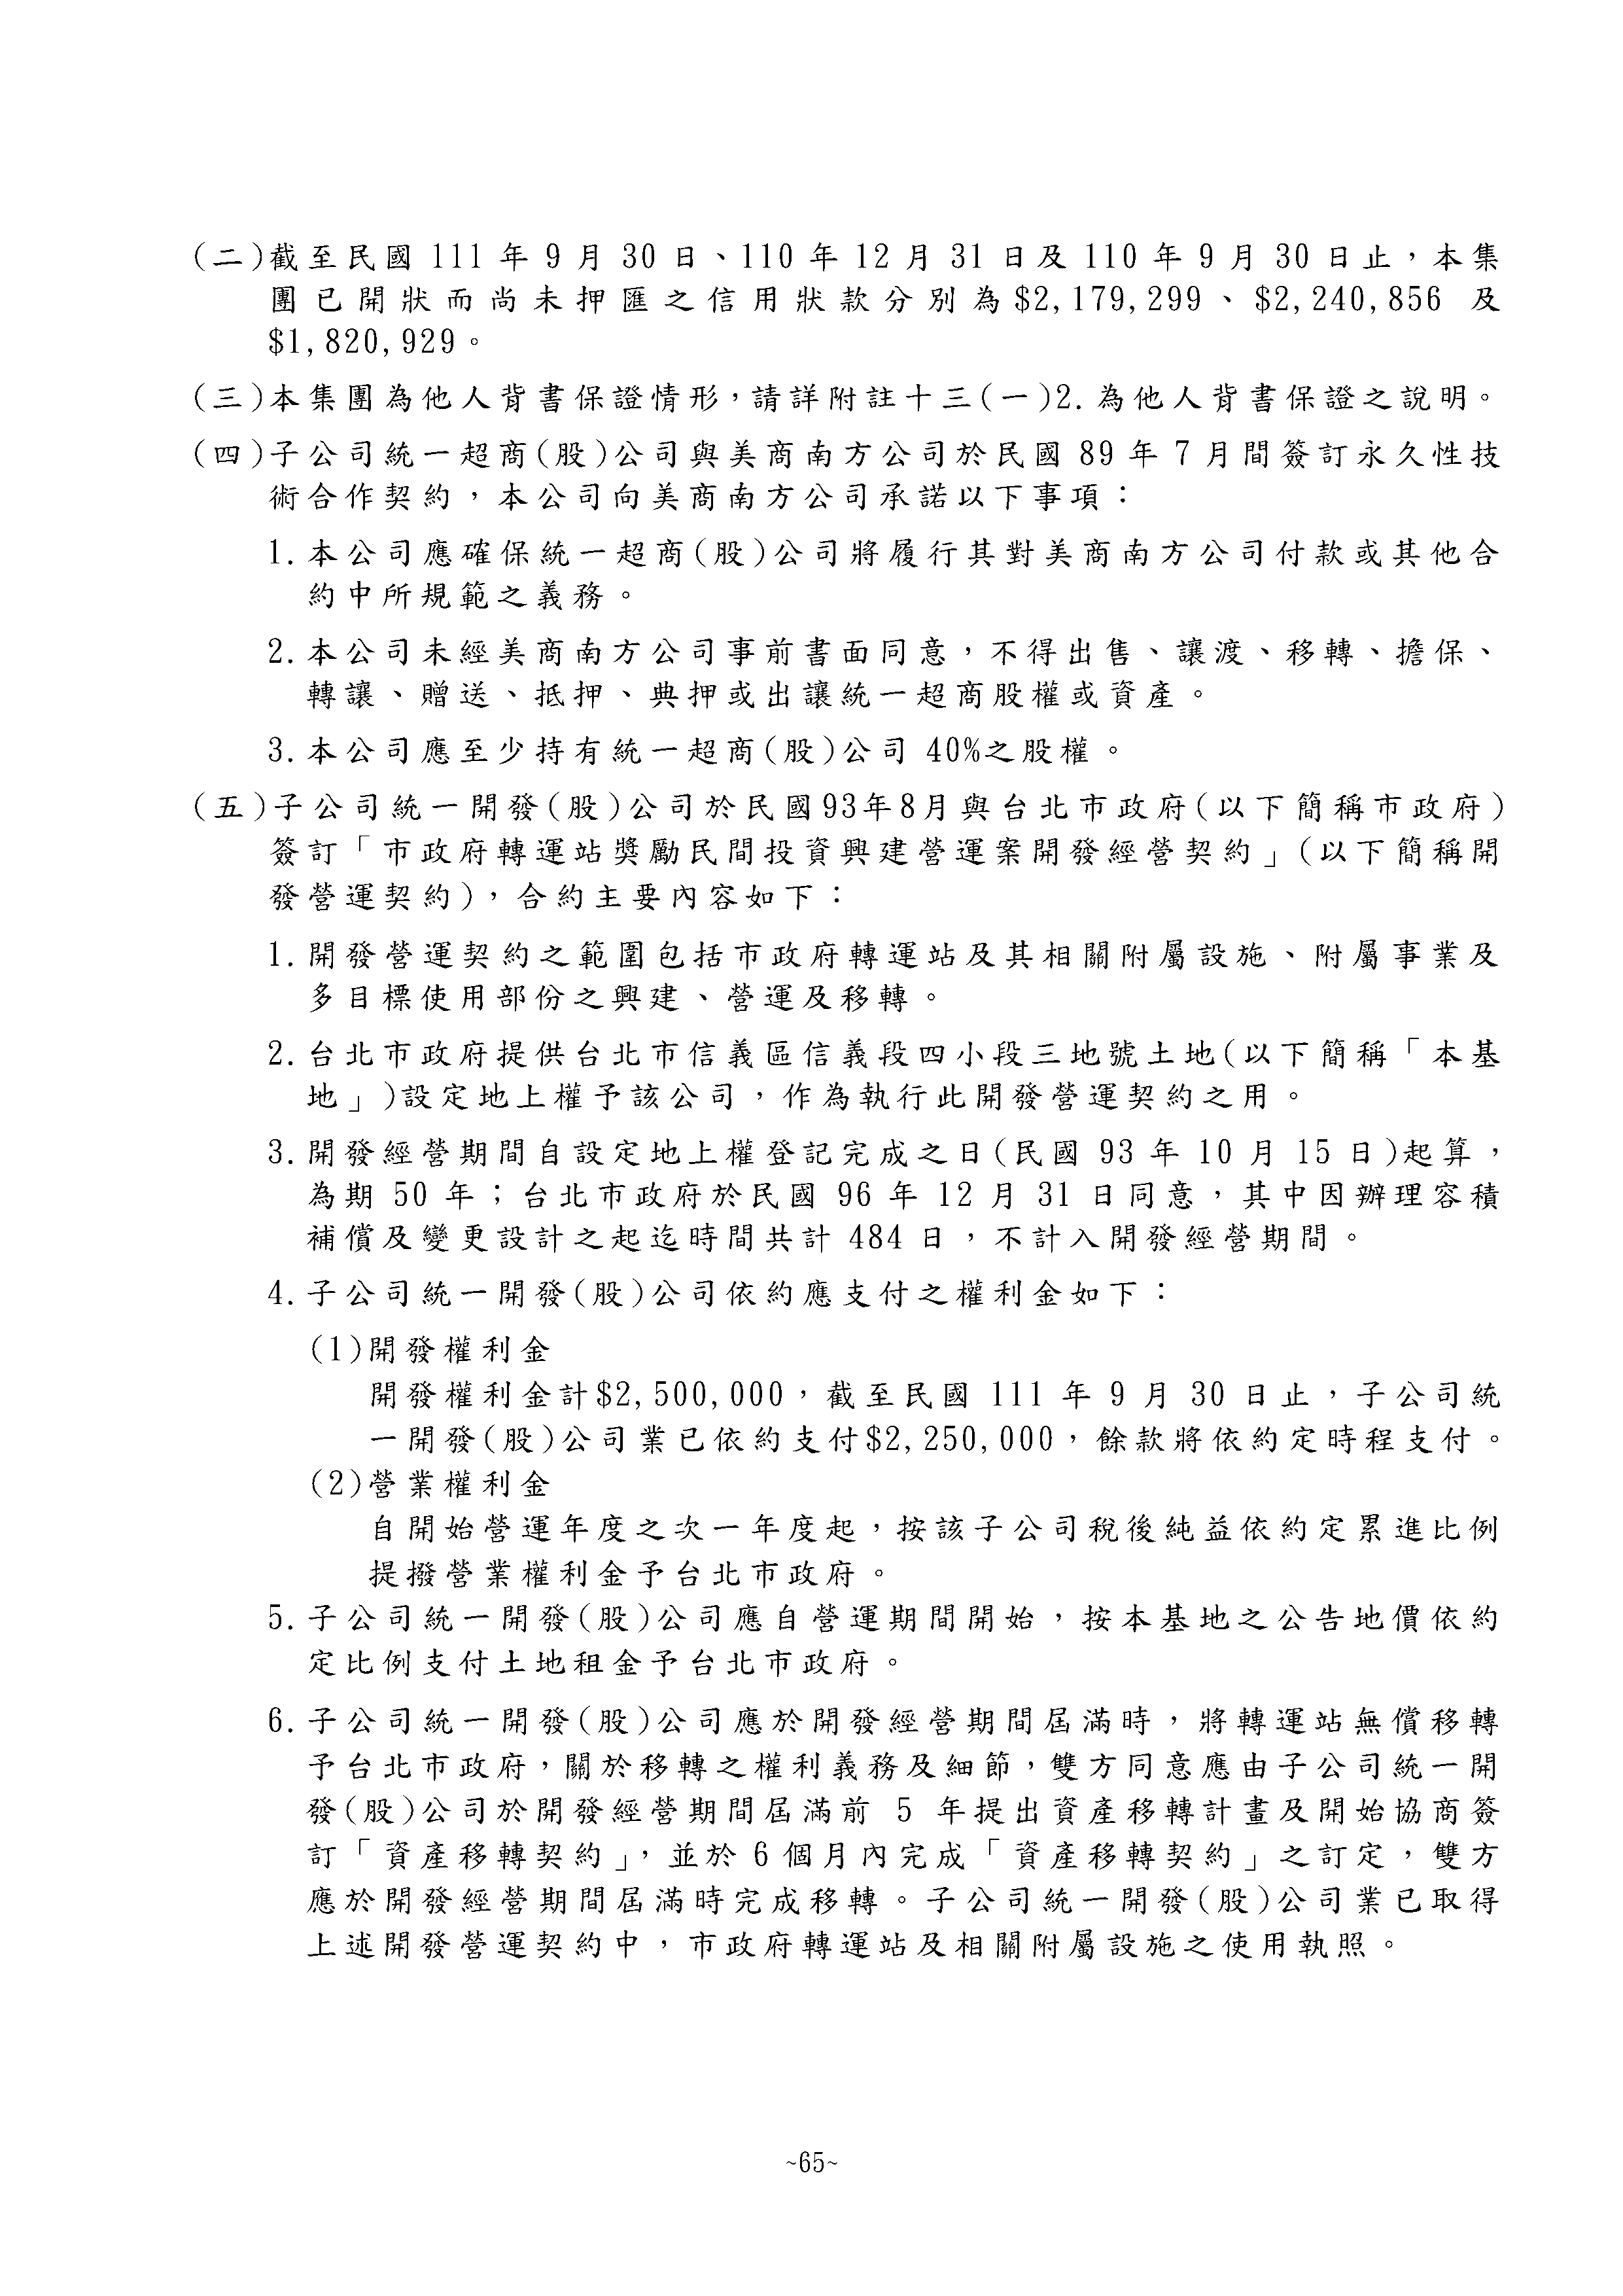 (二)截至民國 111 年 9 月 30 日、110 年 12 月 31 日及 110 年 9 月 30 日止，本集
團已開狀而尚未押匯之信用狀款分別為$2,179,299、$2,240,856 及
$1,820,929。
(三)本集團為他人背書保證情形，請詳附註十三(一)2.為他人背書保證之說明。
(四)子公司統一超商(股)公司與美商南方公司於民國 89 年 7 月間簽訂永久性技
術合作契約，本公司向美商南方公司承諾以下事項：
1.本公司應確保統一超商(股)公司將履行其對美商南方公司付款或其他合
約中所規範之義務。
2.本公司未經美商南方公司事前書面同意，不得出售、讓渡、移轉、擔保、
轉讓、贈送、抵押、典押或出讓統一超商股權或資產。
3.本公司應至少持有統一超商(股)公司 40%之股權。
(五)子公司統一開發(股)公司於民國93年8月與台北市政府(以下簡稱市政府)
簽訂「市政府轉運站獎勵民間投資興建營運案開發經營契約」(以下簡稱開
發營運契約)，合約主要內容如下：
1.開發營運契約之範圍包括市政府轉運站及其相關附屬設施、附屬事業及
多目標使用部份之興建、營運及移轉。
2.台北市政府提供台北市信義區信義段四小段三地號土地(以下簡稱「本基
地」)設定地上權予該公司，作為執行此開發營運契約之用。
3.開發經營期間自設定地上權登記完成之日(民國 93 年 10 月 15 日)起算，
為期 50 年；台北市政府於民國 96 年 12 月 31 日同意，其中因辦理容積
補償及變更設計之起迄時間共計 484 日，不計入開發經營期間。
4.子公司統一開發(股)公司依約應支付之權利金如下：
(1)開發權利金
開發權利金計$2,500,000，截至民國 111 年 9 月 30 日止，子公司統
一開發(股)公司業已依約支付$2,250,000，餘款將依約定時程支付。
(2)營業權利金
自開始營運年度之次一年度起，按該子公司稅後純益依約定累進比例
提撥營業權利金予台北市政府。
5.子公司統一開發(股)公司應自營運期間開始，按本基地之公告地價依約
定比例支付土地租金予台北市政府。
6.子公司統一開發(股)公司應於開發經營期間屆滿時，將轉運站無償移轉
予台北市政府，關於移轉之權利義務及細節，雙方同意應由子公司統一開
發(股)公司於開發經營期間屆滿前 5 年提出資產移轉計畫及開始協商簽
訂「資產移轉契約」，並於 6 個月內完成「資產移轉契約」之訂定，雙方
應於開發經營期間屆滿時完成移轉。子公司統一開發(股)公司業已取得
上述開發營運契約中，市政府轉運站及相關附屬設施之使用執照。
~65~